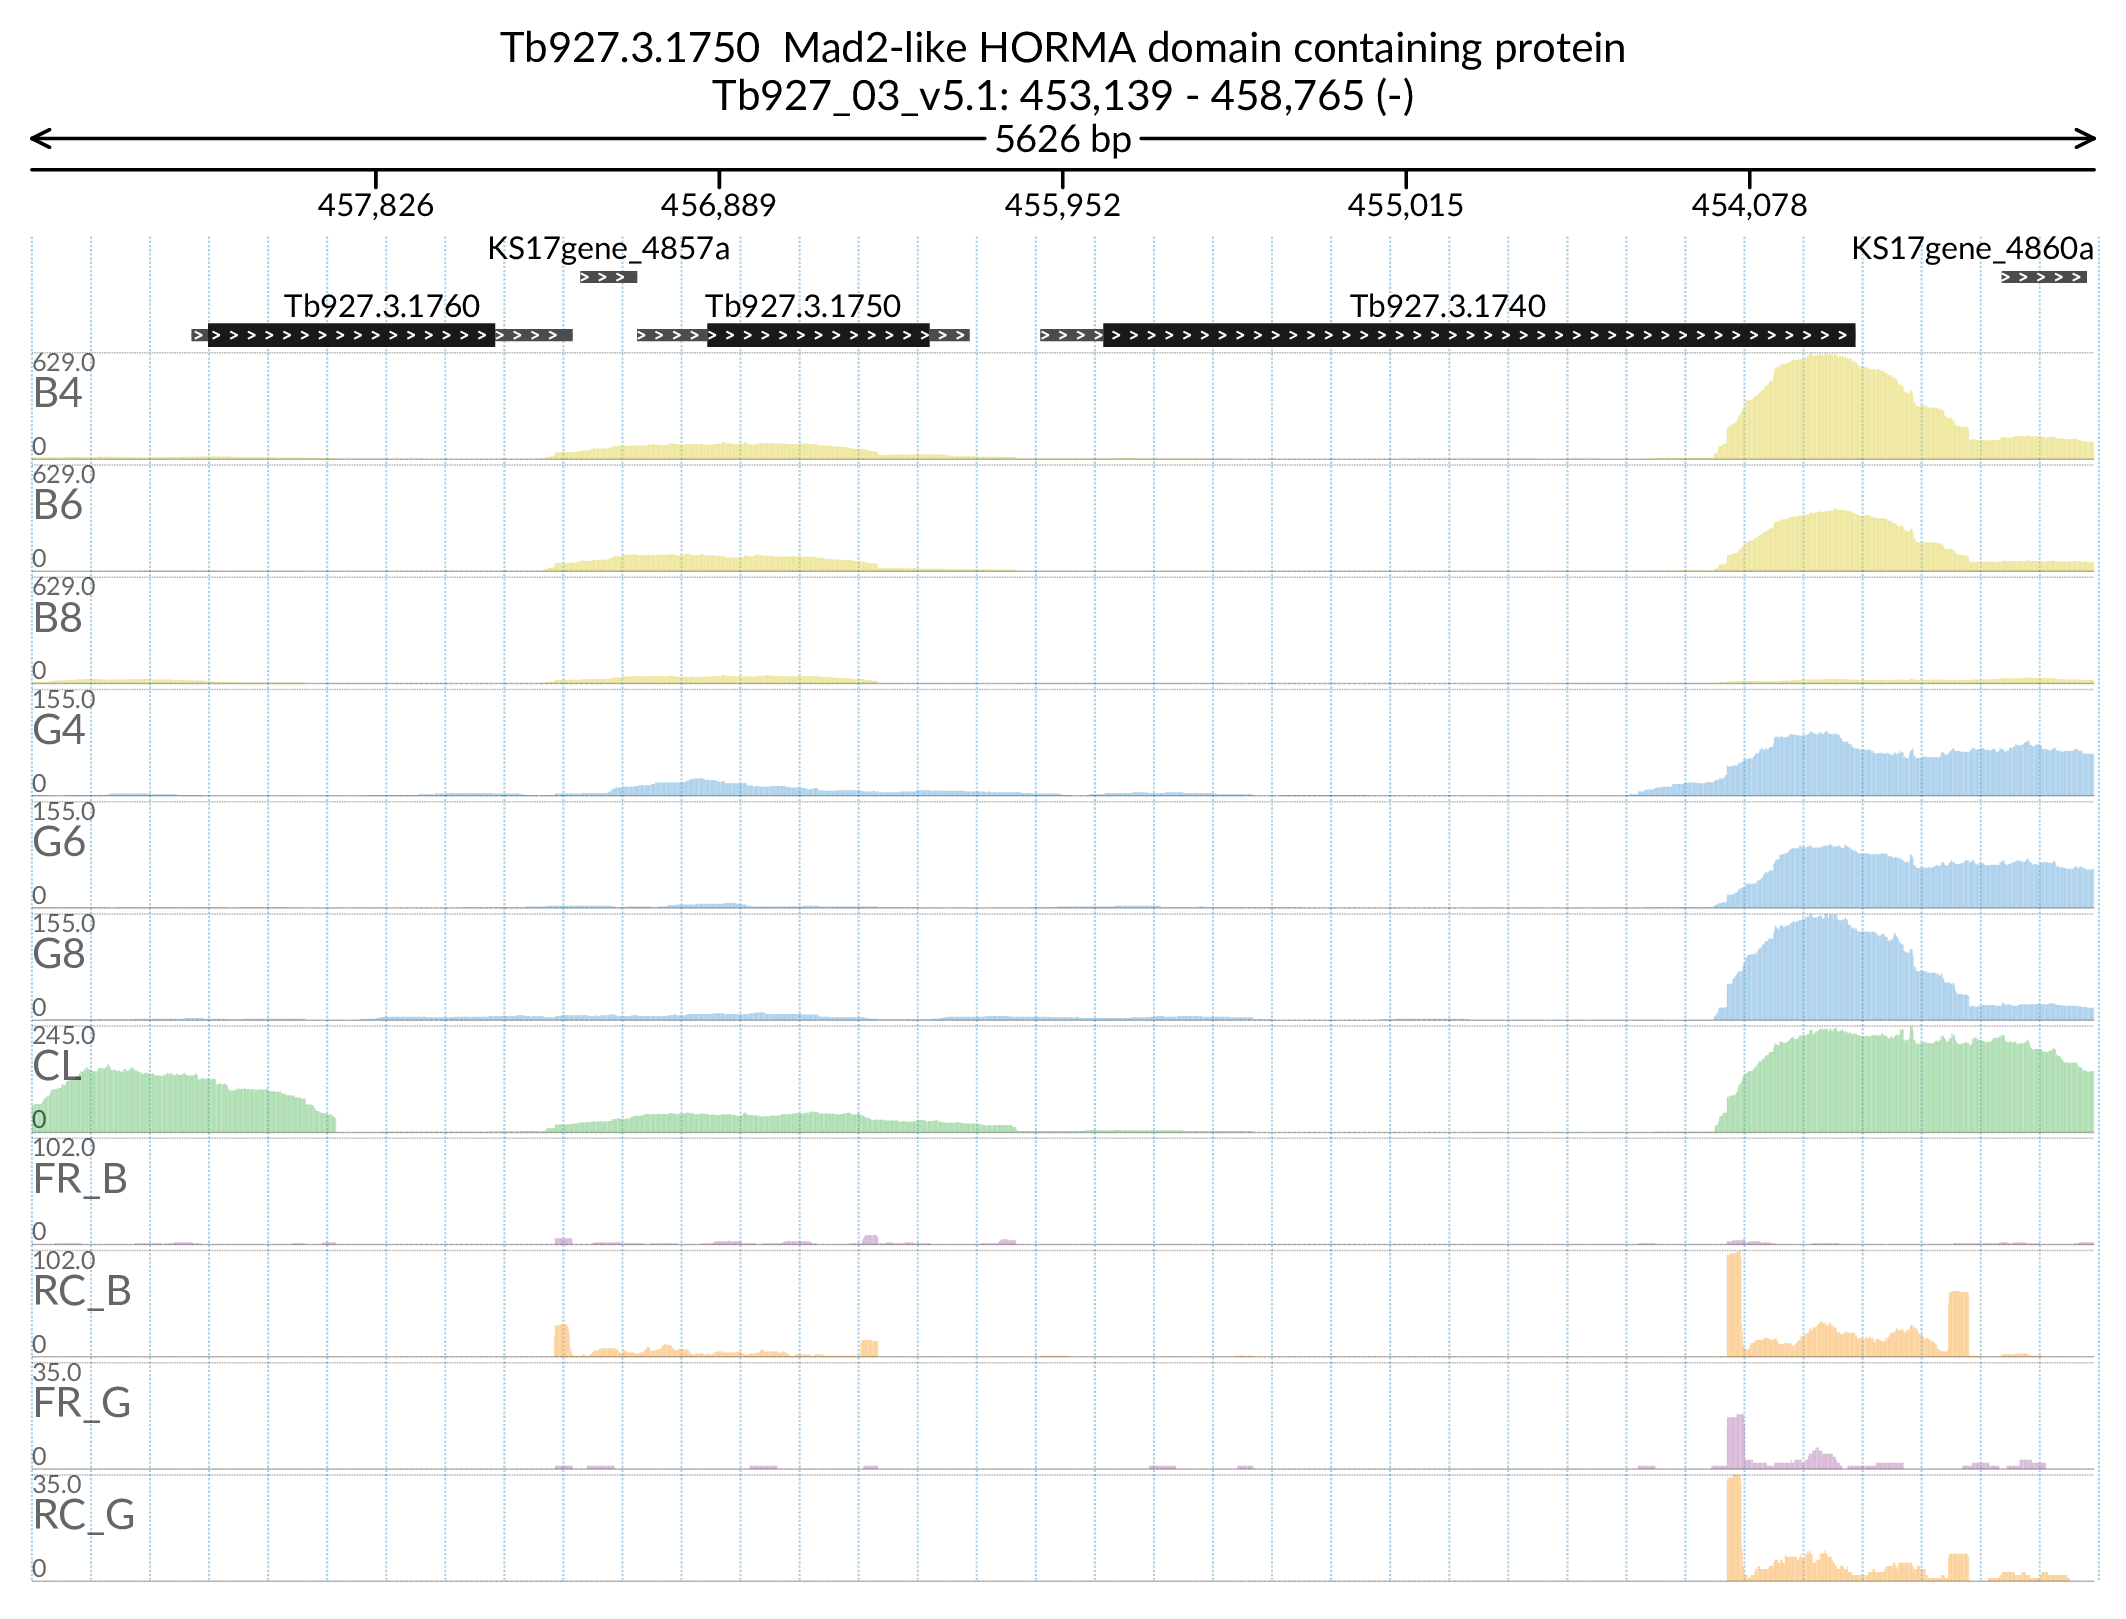 Tb927.3.1750  Mad2-like HORMA domain containing protein
Tb927_03_v5.1: 453,139 - 458,765 (-)
5626 bp
457,826 456,889 455,952 455,015 454,078
KS17gene_4857a KS17gene_4860a
Tb927.3.1760 Tb927.3.1750 Tb927.3.1740
629.0
B4
0
629.0
B6
0
629.0
B8
0
155.0
G4
0
155.0
G6
0
155.0
G8
0
245.0
CL
0
102.0
FR_B
0
102.0
RC_B
0
35.0
FR_G
0
35.0
RC_G
0